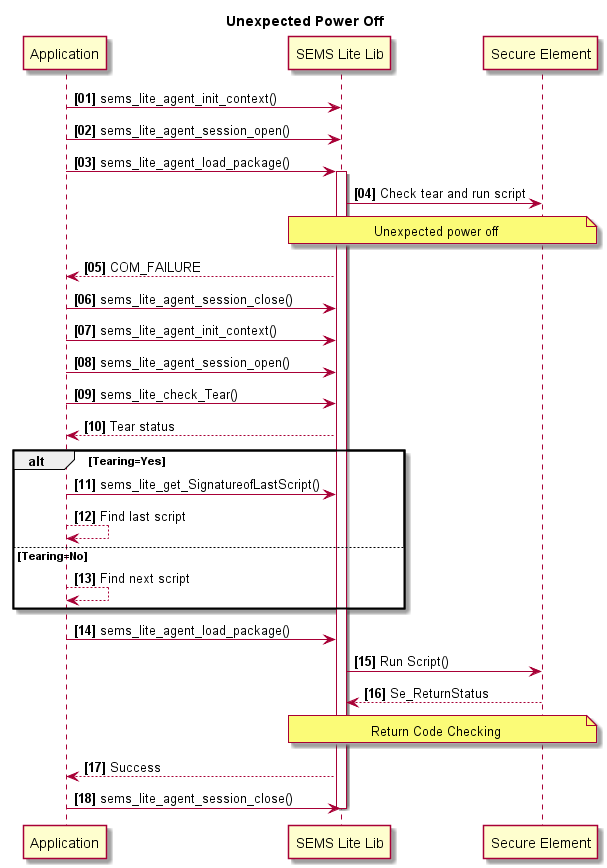 Unexpected Power Off
Application SEMS Lite Lib Secure Element
[01] sems_lite_agent_init_context()
[02] sems_lite_agent_session_open()
[03] sems_lite_agent_load_package()
[04] Check tear and run script
Unexpected power off
[05] COM_FAILURE
[06] sems_lite_agent_session_close()
[07] sems_lite_agent_init_context()
[08] sems_lite_agent_session_open()
[09] sems_lite_check_Tear()
[10] Tear status
alt [Tearing=Yes]
[11] sems_lite_get_SignatureofLastScript()
[12] Find last script
[Tearing=No]
[13] Find next script
[14] sems_lite_agent_load_package()
[15] Run Script()
[16] Se_ReturnStatus
Return Code Checking
[17] Success
[18] sems_lite_agent_session_close()
Application SEMS Lite Lib Secure Element